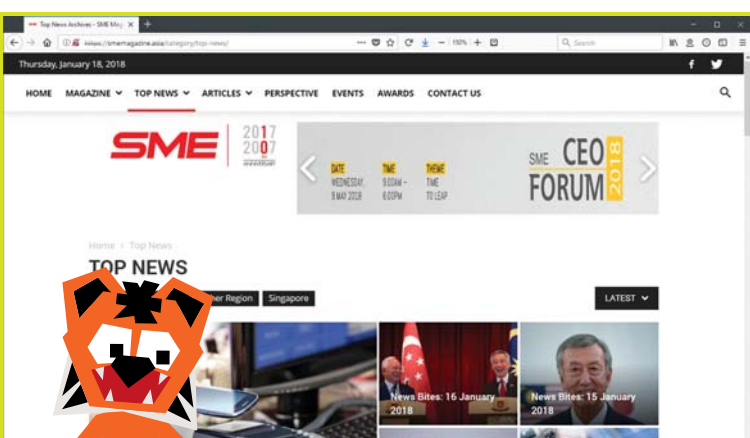 Top News Archives - SME Mag
https://smemagazine.asia/category/top-news/
150%
Search
Thursday, January 18, 2018
HOME MAGAZINE TOP NEWS ARTICLES PERSPECTIVE EVENTS AWARDS CONTACT US
SME 2017
2007
DATE TIME THEME
WEDNESDAY, 9.00AM - TIME
9 MAY 2018 6.00PM TO LEAP
SME CEO
FORUM 2018
Home Top News
TOP NEWS
her Region Singapore
LATEST
News Bites: 16 January
2018
News Bites: 15 January
2018